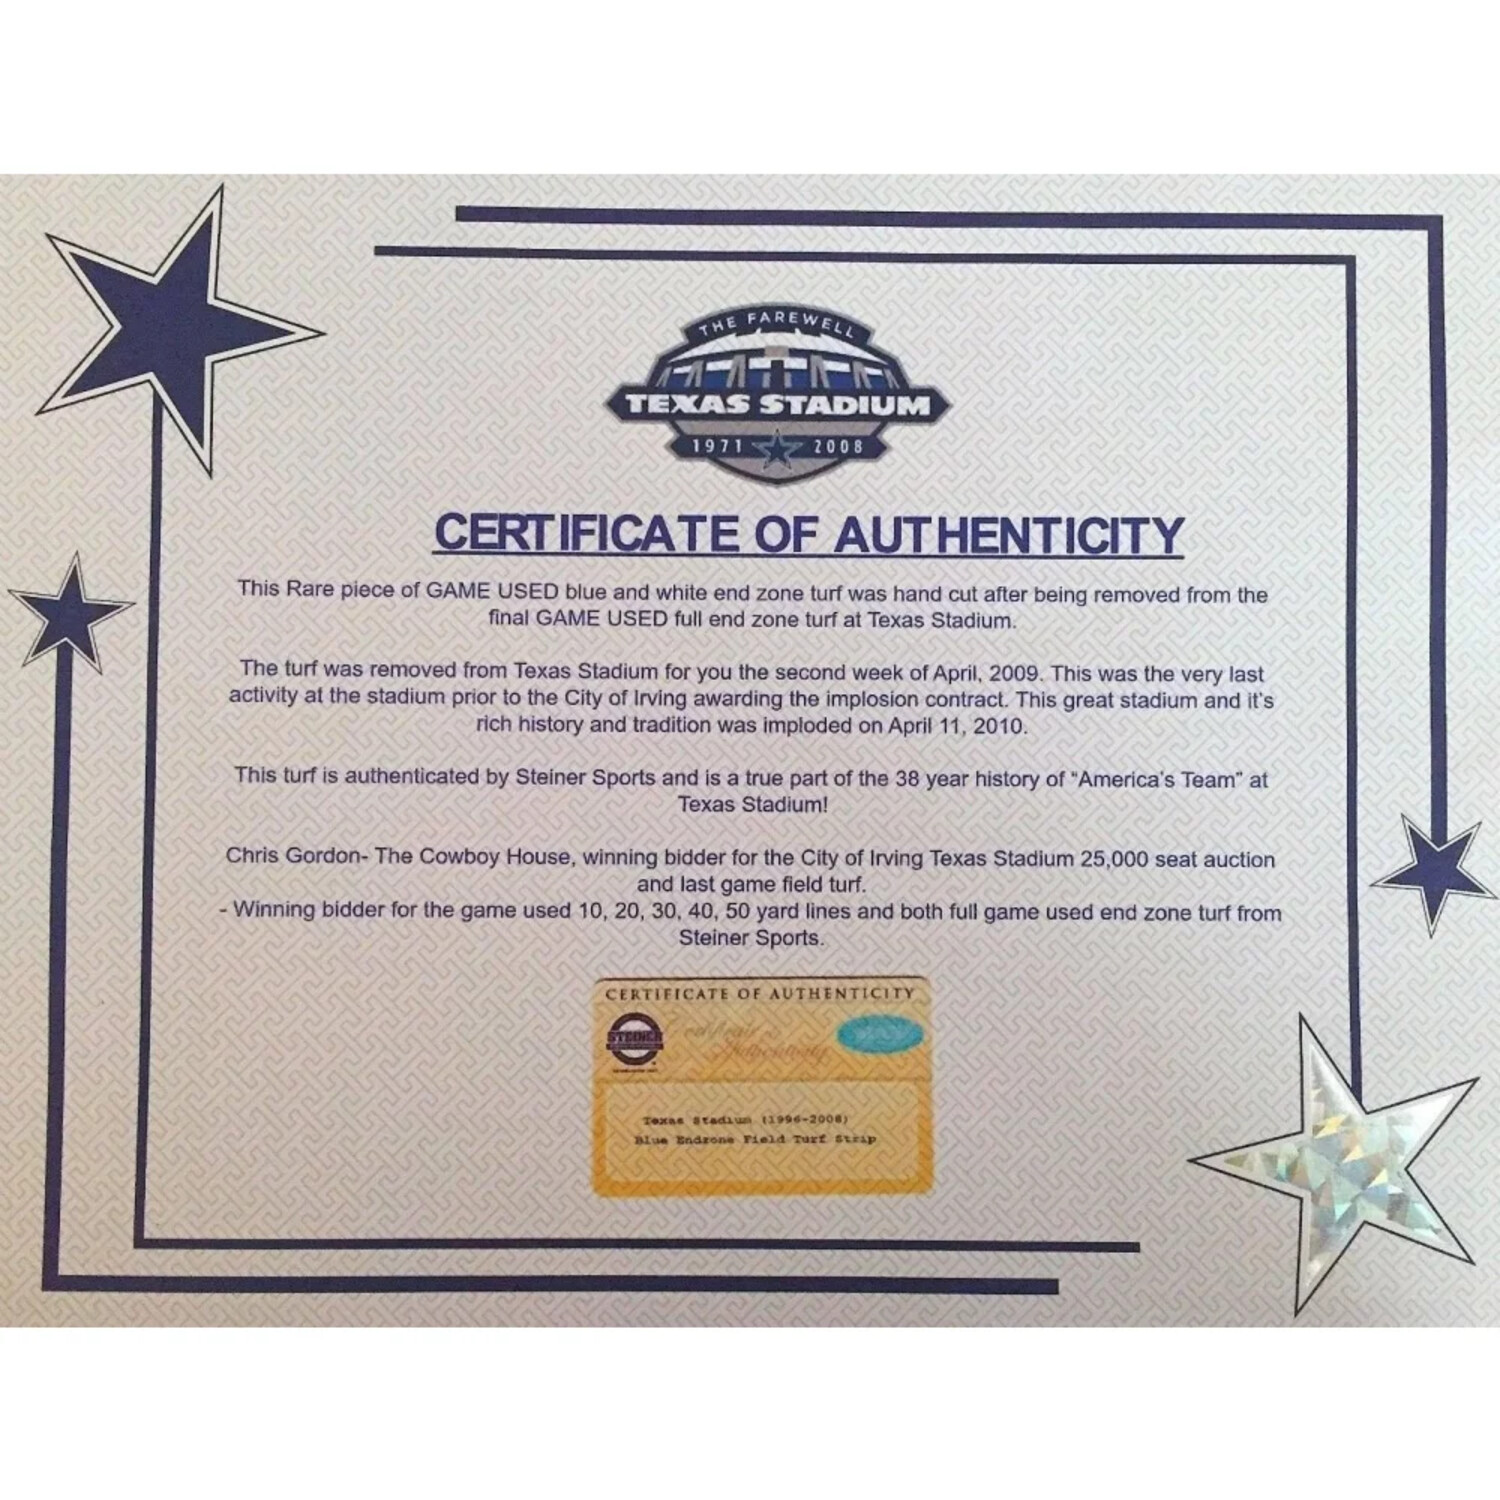 THE FAREWELL
TEXAS STADIUM
1971 2008
CERTIFICATE OF AUTHENTICITY
This Rare piece of GAME USED blue and white end zone turf was hand cut after being removed from the
final GAME USED full end zone turf at Texas Stadium.
The turf was removed from Texas Stadium for you the second week of April, 2009. This was the very last
activity at the stadium prior to the City of Irving awarding the implosion contract. This great stadium and it's
rich history and tradition was imploded on April 11, 2010.
This turf is authenticated by Steiner Sports and is a true part of the 38 year history of "America's Team" at
Texas Stadium!
Chris Gordon- The Cowboy House, winning bidder for the City of Irving Texas Stadium 25,000 seat auction
and last game field turf.
- Winning bidder for the game used 10, 20, 30, 40, 50 yard lines and both full game used end zone turf from
Steiner Sports.
CERTIFICATE OF AUTHENTICITY
STEINER
Certificate of
Authenticity
Texas Stadium (1996-2008)
Blue Endzone Field Turf Strip